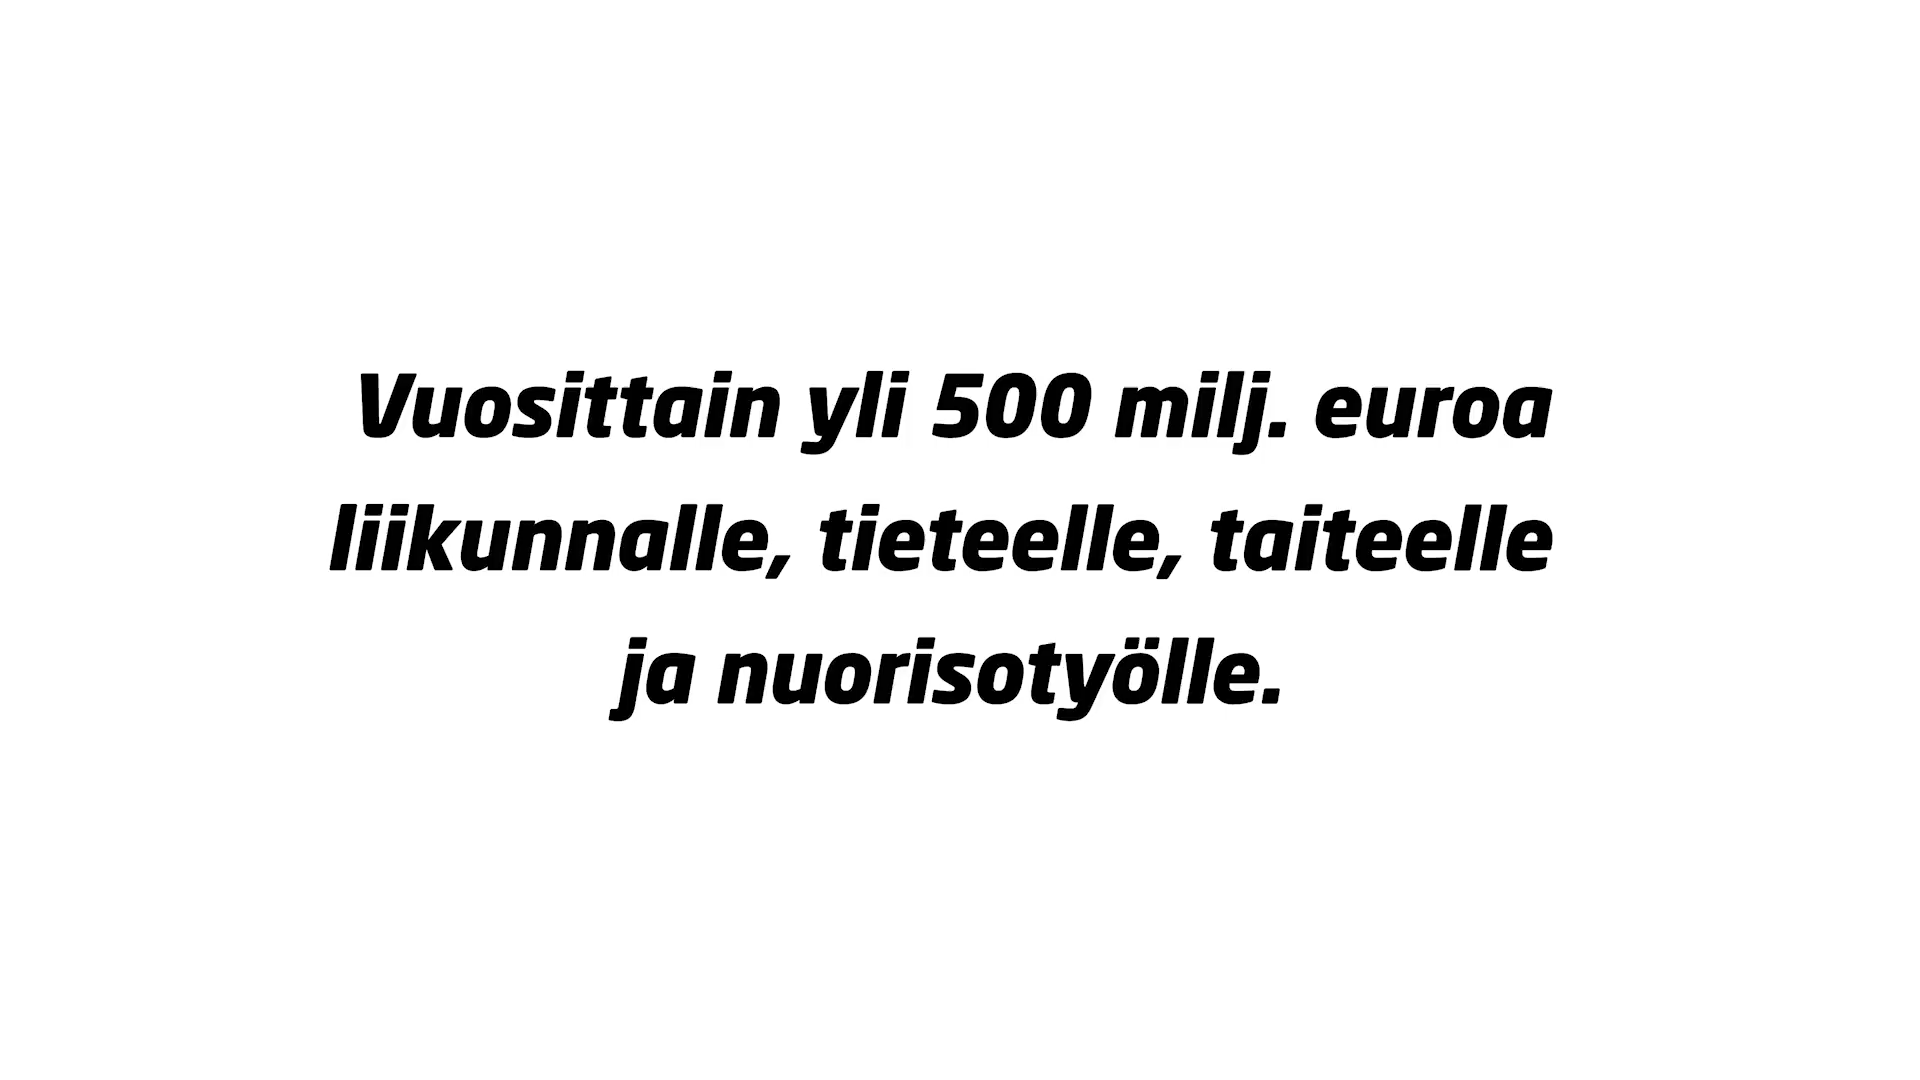 Vuosittain yli 500 milj. euroa
liikunnalle, tieteelle, taiteelle
ja nuorisotyölle.